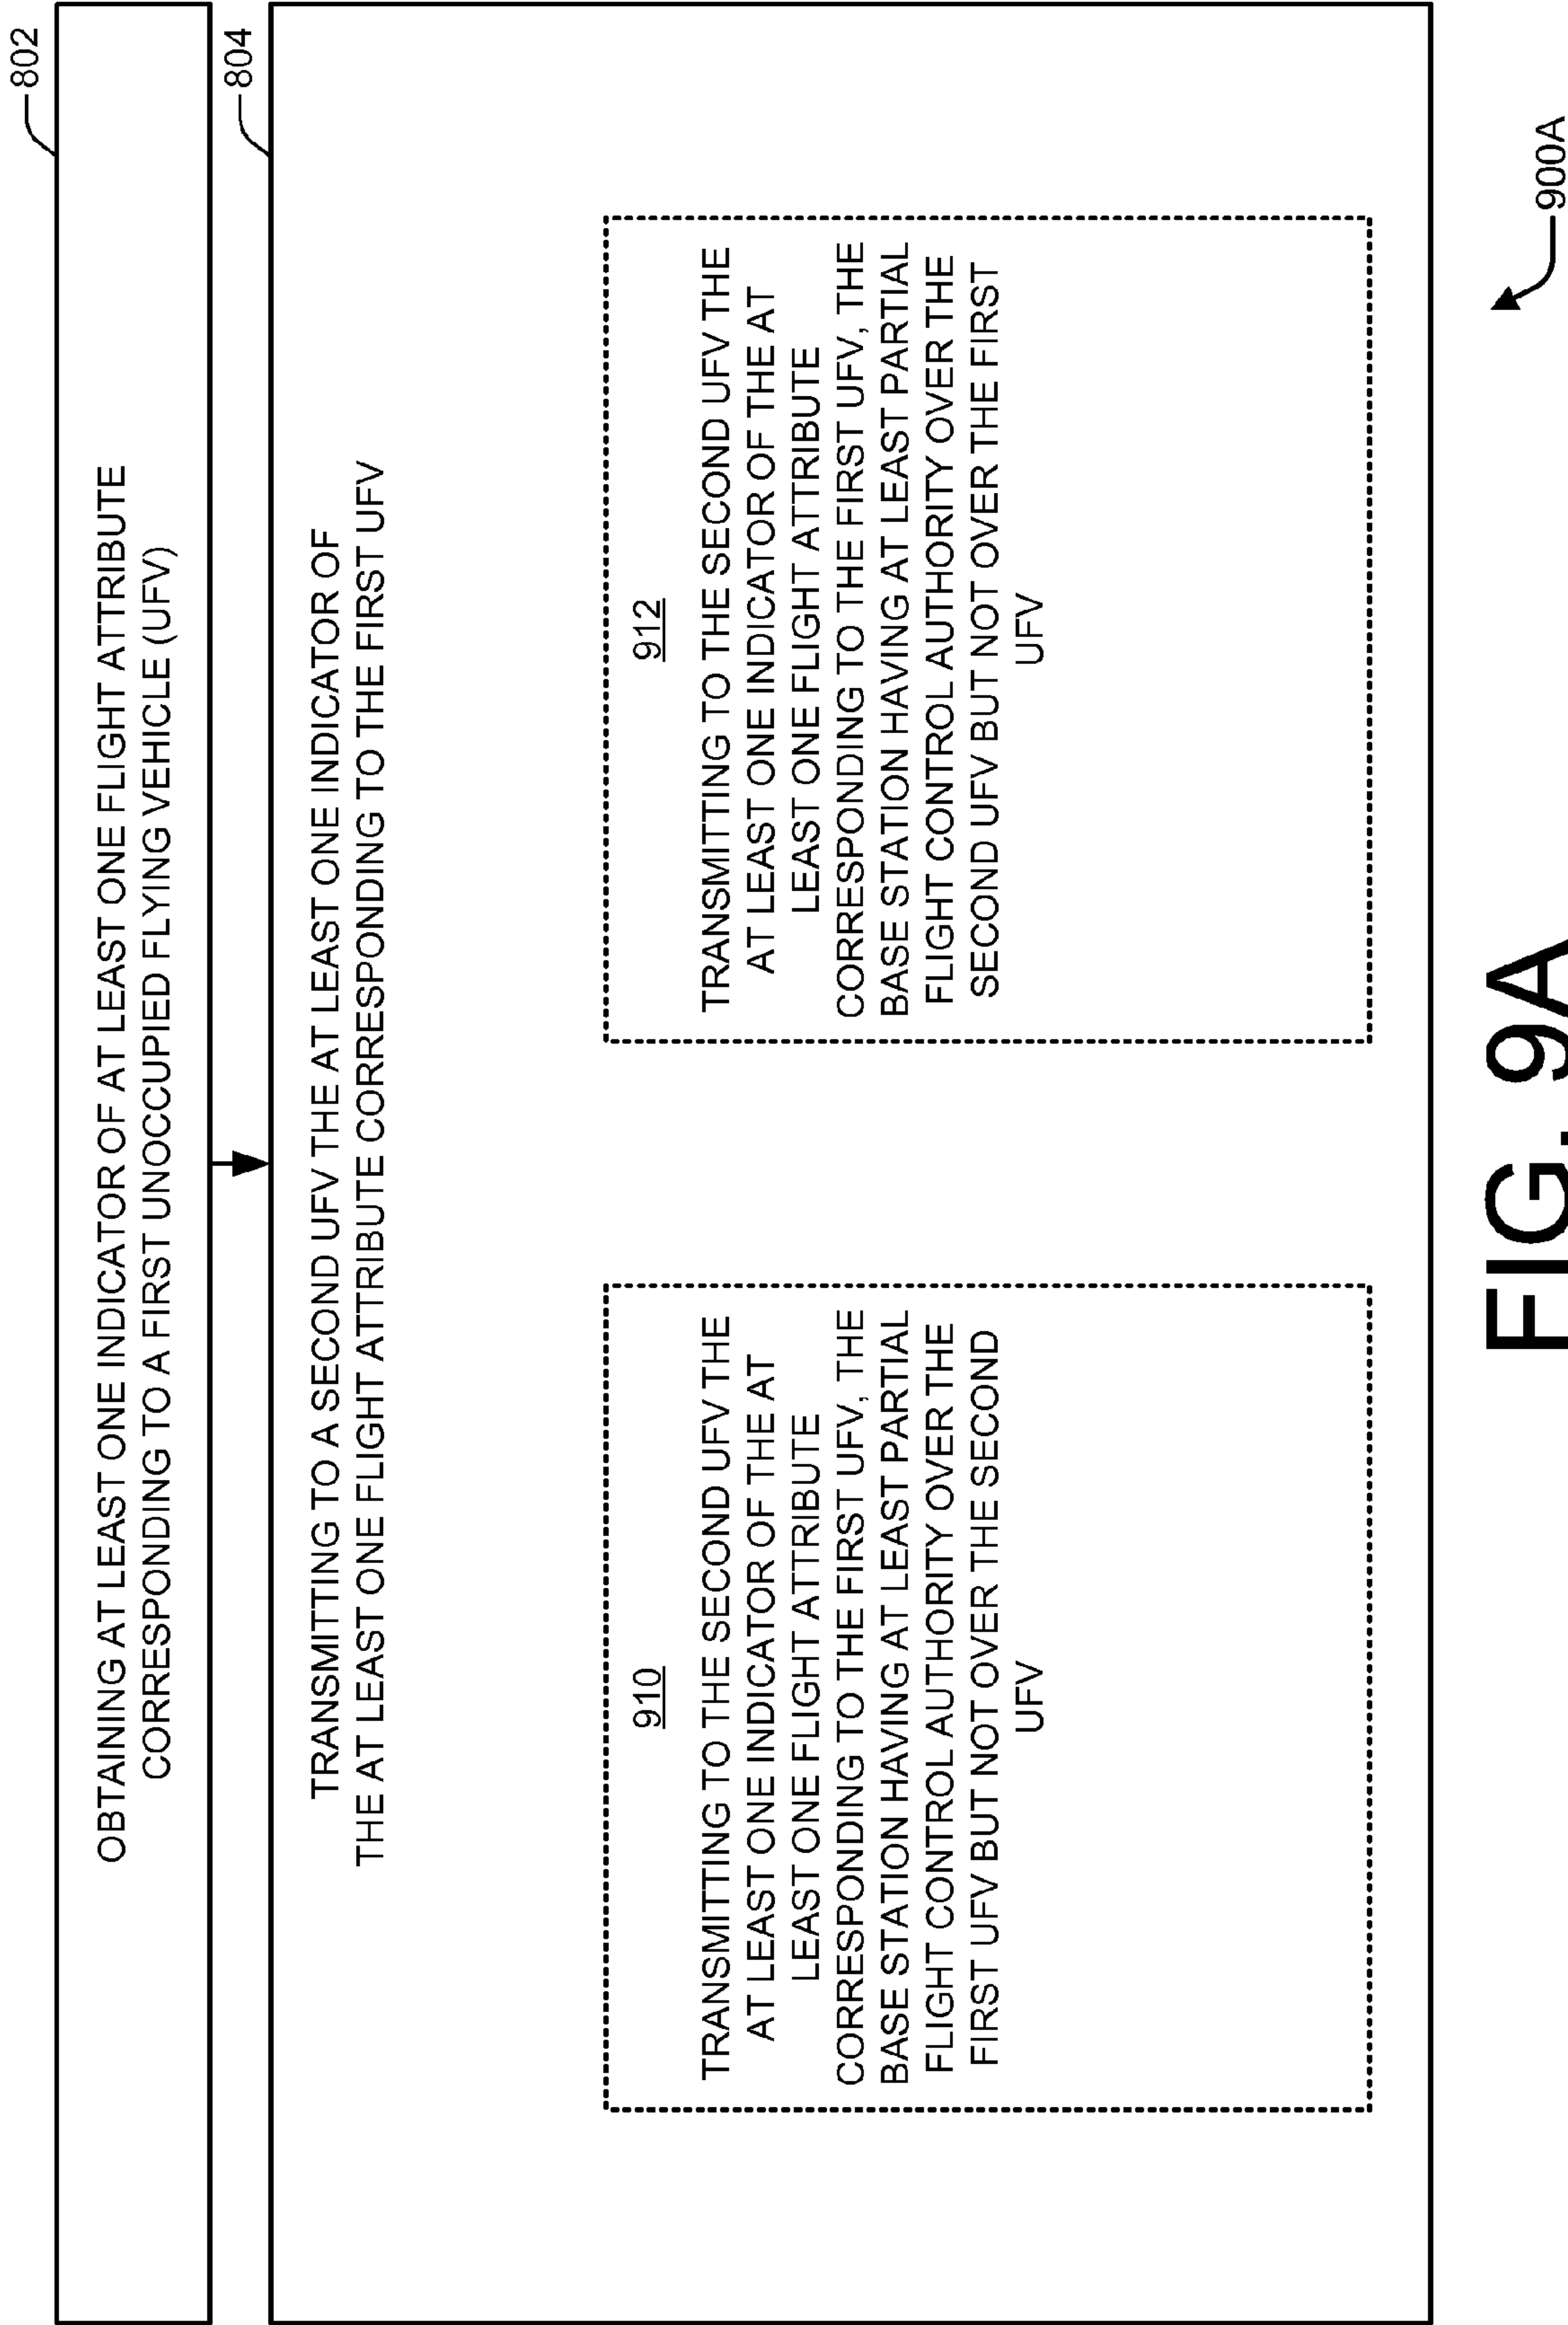 802
OBTAINING AT LEAST ONE INDICATOR OF AT LEAST ONE FLIGHT ATTRIBUTE
CORRESPONDING TO A FIRST UNOCCUPIED FLYING VEHICLE (UFV)
804
TRANSMITTING TO A SECOND UFV THE AT LEAST ONE INDICATOR OF
THE AT LEAST ONE FLIGHT ATTRIBUTE CORRESPONDING TO THE FIRST UFV
910
TRANSMITTING TO THE SECOND UFV THE
AT LEAST ONE INDICATOR OF THE AT
LEAST ONE FLIGHT ATTRIBUTE
CORRESPONDING TO THE FIRST UFV, THE
BASE STATION HAVING AT LEAST PARTIAL
FLIGHT CONTROL AUTHORITY OVER THE
FIRST UFV BUT NOT OVER THE SECOND
UFV
912
TRANSMITTING TO THE SECOND UFV THE
AT LEAST ONE INDICATOR OF THE AT
LEAST ONE FLIGHT ATTRIBUTE
CORRESPONDING TO THE FIRST UFV, THE
BASE STATION HAVING AT LEAST PARTIAL
FLIGHT CONTROL AUTHORITY OVER THE
SECOND UFV BUT NOT OVER THE FIRST
UFV
900A
FIG. 9A